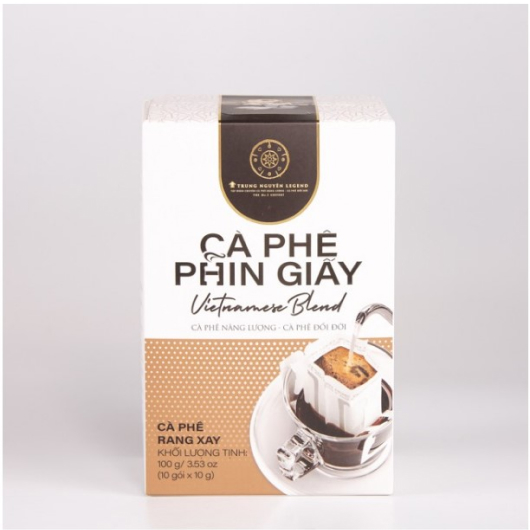 TRUNG NGUYÊN LEGEND
CÀ PHÊ
PHIN GIẤY
Vietnamese Blend
CÀ PHÊ NĂNG LƯỢNG - CÀ PHÊ ĐỔI ĐỜI
CÀ PHÊ
RANG XAY
KHỐI LƯỢNG TỊNH:
100 g/ 3.53 oz
(10 gói x 10 g)